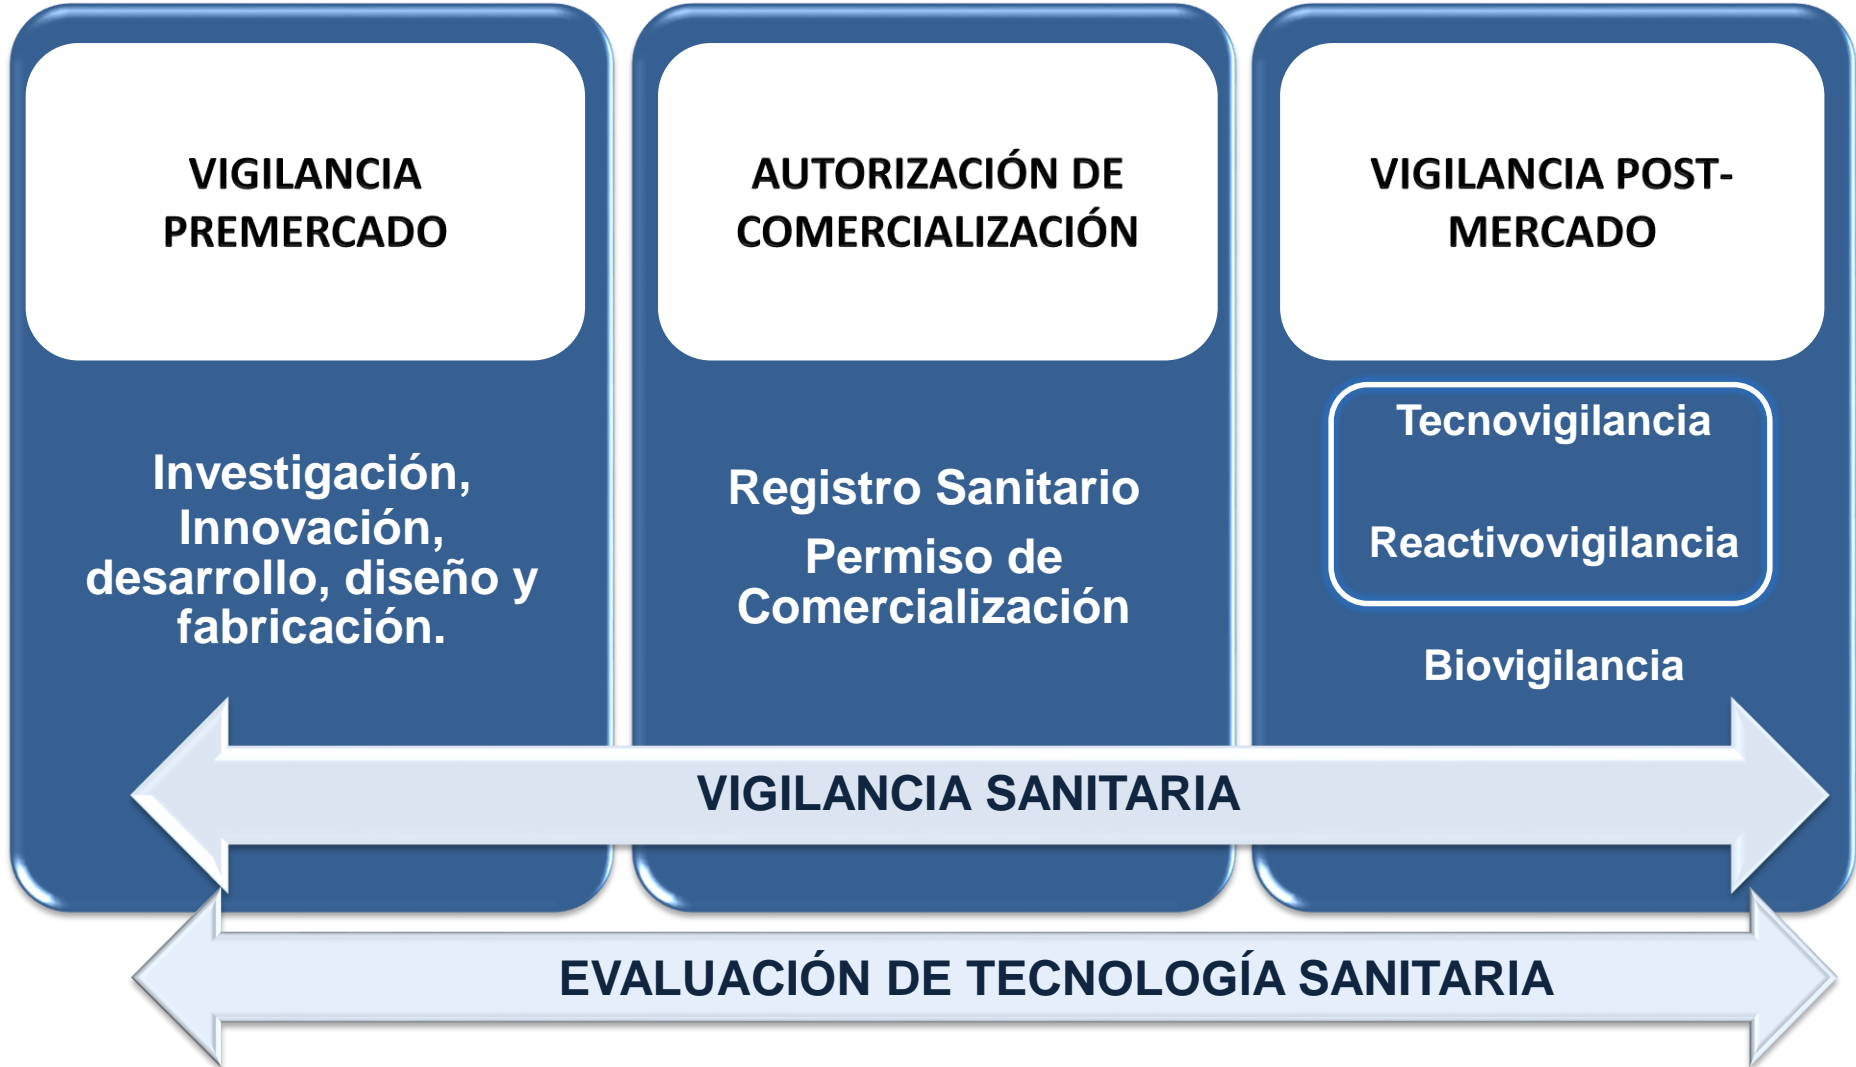 VIGILANCIA
PREMERCADO
Investigación,
Innovación,
desarrollo, diseño y
fabricación.
AUTORIZACIÓN DE
COMERCIALIZACIÓN
Registro Sanitario
Permiso de
Comercialización
VIGILANCIA POST-
MERCADO
Tecnovigilancia
Reactivovigilancia
Biovigilancia
VIGILANCIA SANITARIA
EVALUACIÓN DE TECNOLOGÍA SANITARIA